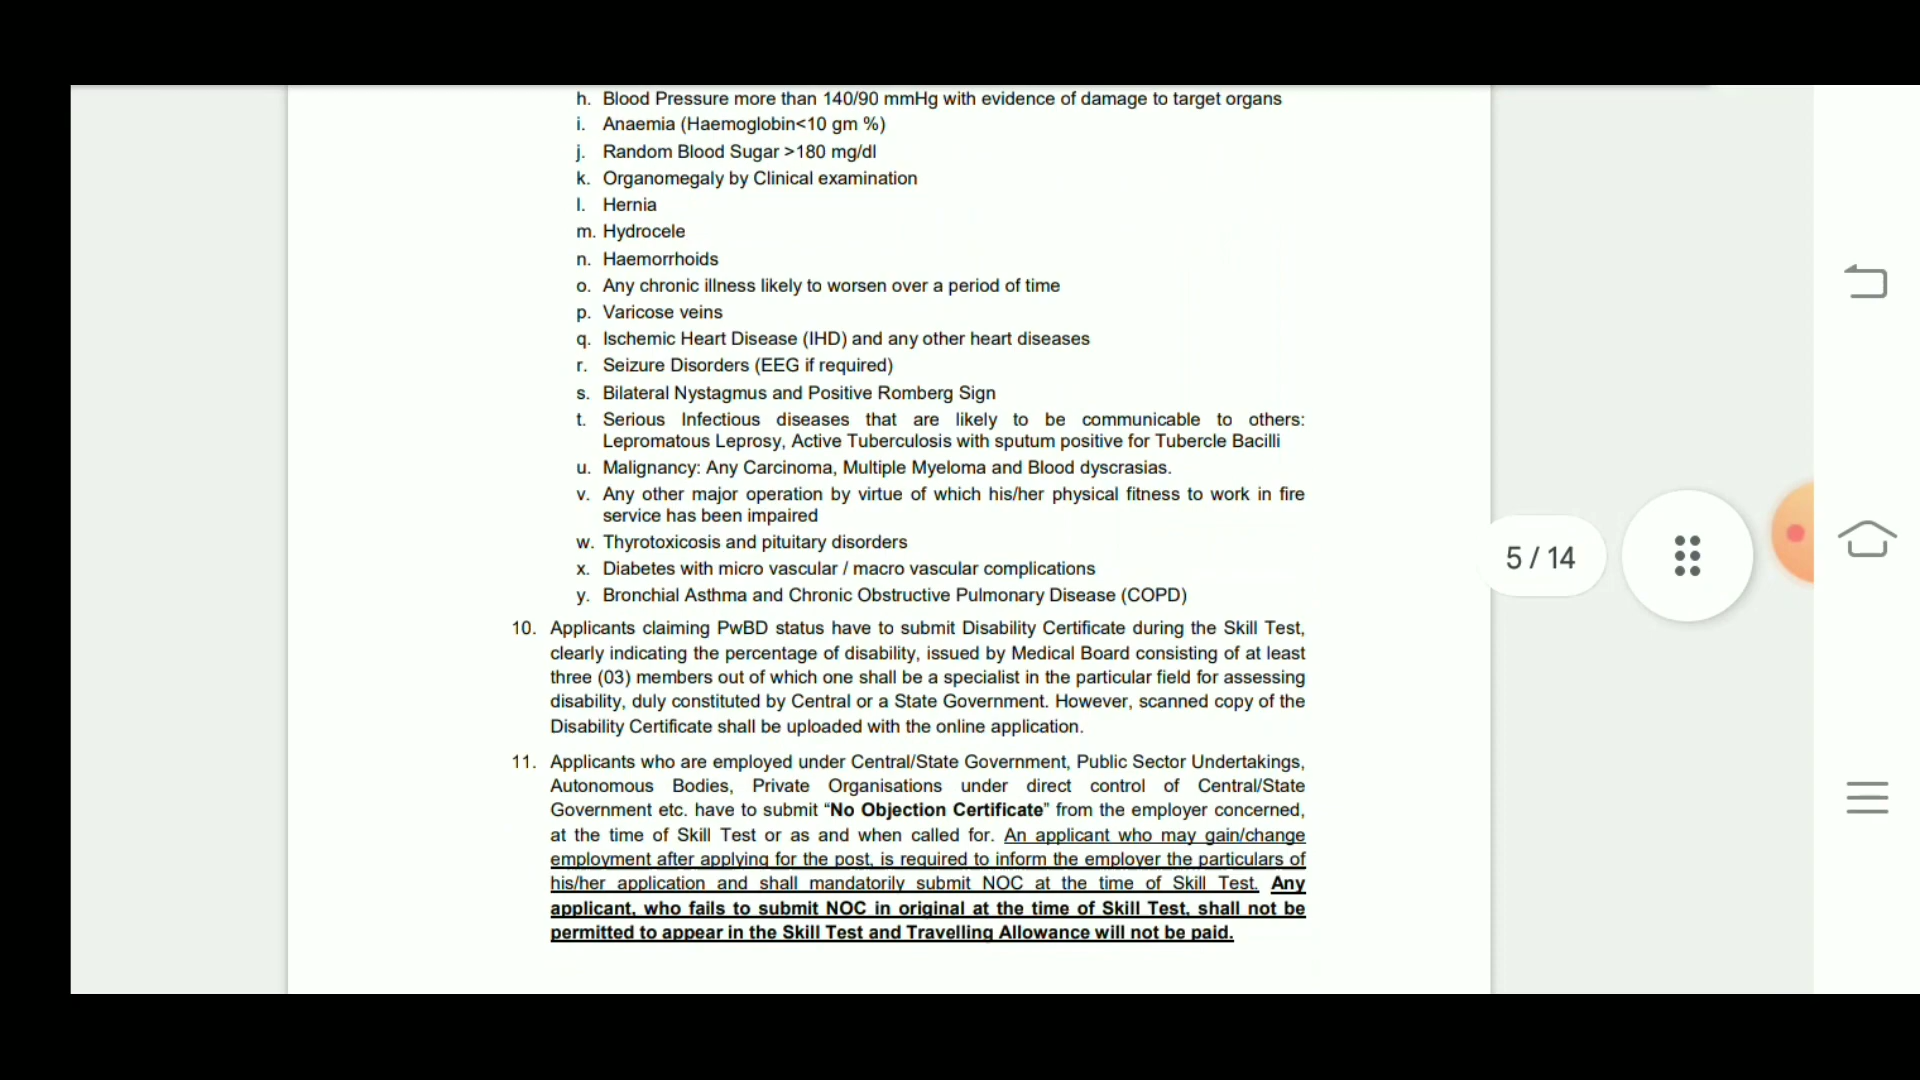 h. Blood Pressure more than 140/90 mmHg with evidence of damage to target organs
i. Anaemia (Haemoglobin<10 gm %)
j. Random Blood Sugar >180 mg/dl
k. Organomegaly by Clinical examination
l. Hernia
m. Hydrocele
n. Haemorrhoids
o. Any chronic illness likely to worsen over a period of time
p. Varicose veins
q. Ischemic Heart Disease (IHD) and any other heart diseases
r. Seizure Disorders (EEG if required)
s. Bilateral Nystagmus and Positive Romberg Sign
t. Serious Infectious diseases that are likely to be communicable to others:
Lepromatous Leprosy, Active Tuberculosis with sputum positive for Tubercle Bacilli
u. Malignancy: Any Carcinoma, Multiple Myeloma and Blood dyscrasias.
v. Any other major operation by virtue of which his/her physical fitness to work in fire
service has been impaired
w. Thyrotoxicosis and pituitary disorders
x. Diabetes with micro vascular / macro vascular complications
y. Bronchial Asthma and Chronic Obstructive Pulmonary Disease (COPD)
10. Applicants claiming PwBD status have to submit Disability Certificate during the Skill Test,
clearly indicating the percentage of disability, issued by Medical Board consisting of at least
three (03) members out of which one shall be a specialist in the particular field for assessing
disability, duly constituted by Central or a State Government. However, scanned copy of the
Disability Certificate shall be uploaded with the online application.
11. Applicants who are employed under Central/State Government, Public Sector Undertakings,
Autonomous Bodies, Private Organisations under direct control of Central/State
Government etc. have to submit “No Objection Certificate” from the employer concerned,
at the time of Skill Test or as and when called for. An applicant who may gain/change
employment after applying for the post, is required to inform the employer the particulars of
his/her application and shall mandatorily submit NOC at the time of Skill Test. Any
applicant, who fails to submit NOC in original at the time of Skill Test, shall not be
permitted to appear in the Skill Test and Travelling Allowance will not be paid.
5 / 14